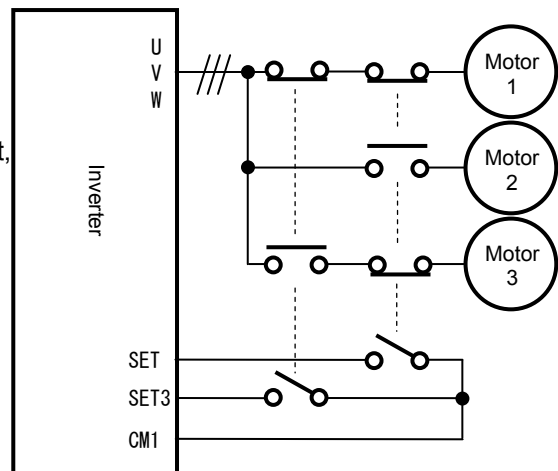 U
V
W
t,
Inverter
Motor
1
Motor
2
Motor
3
SET
SET3
CM1